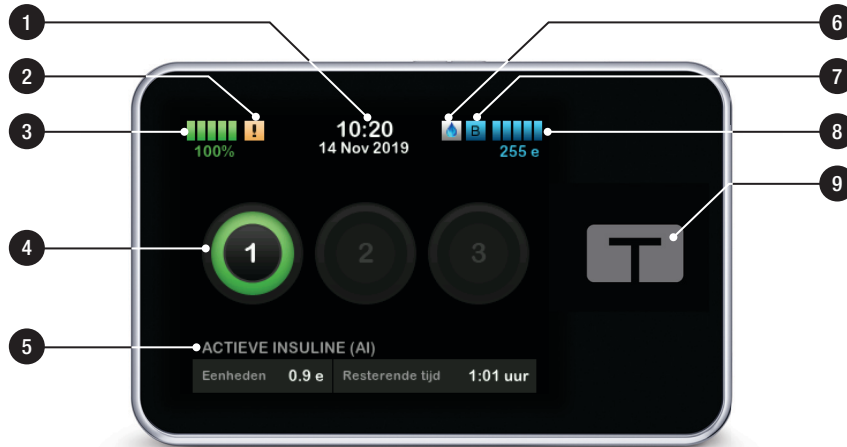 1
6
2
7
3
10:20
8
!
B
14 Nov 2019
100%
255 e
9
4
1
2
3
T
5
ACTIEVE INSULINE (AI)
Eenheden 0.9 e Resterende tijd 1:01 uur